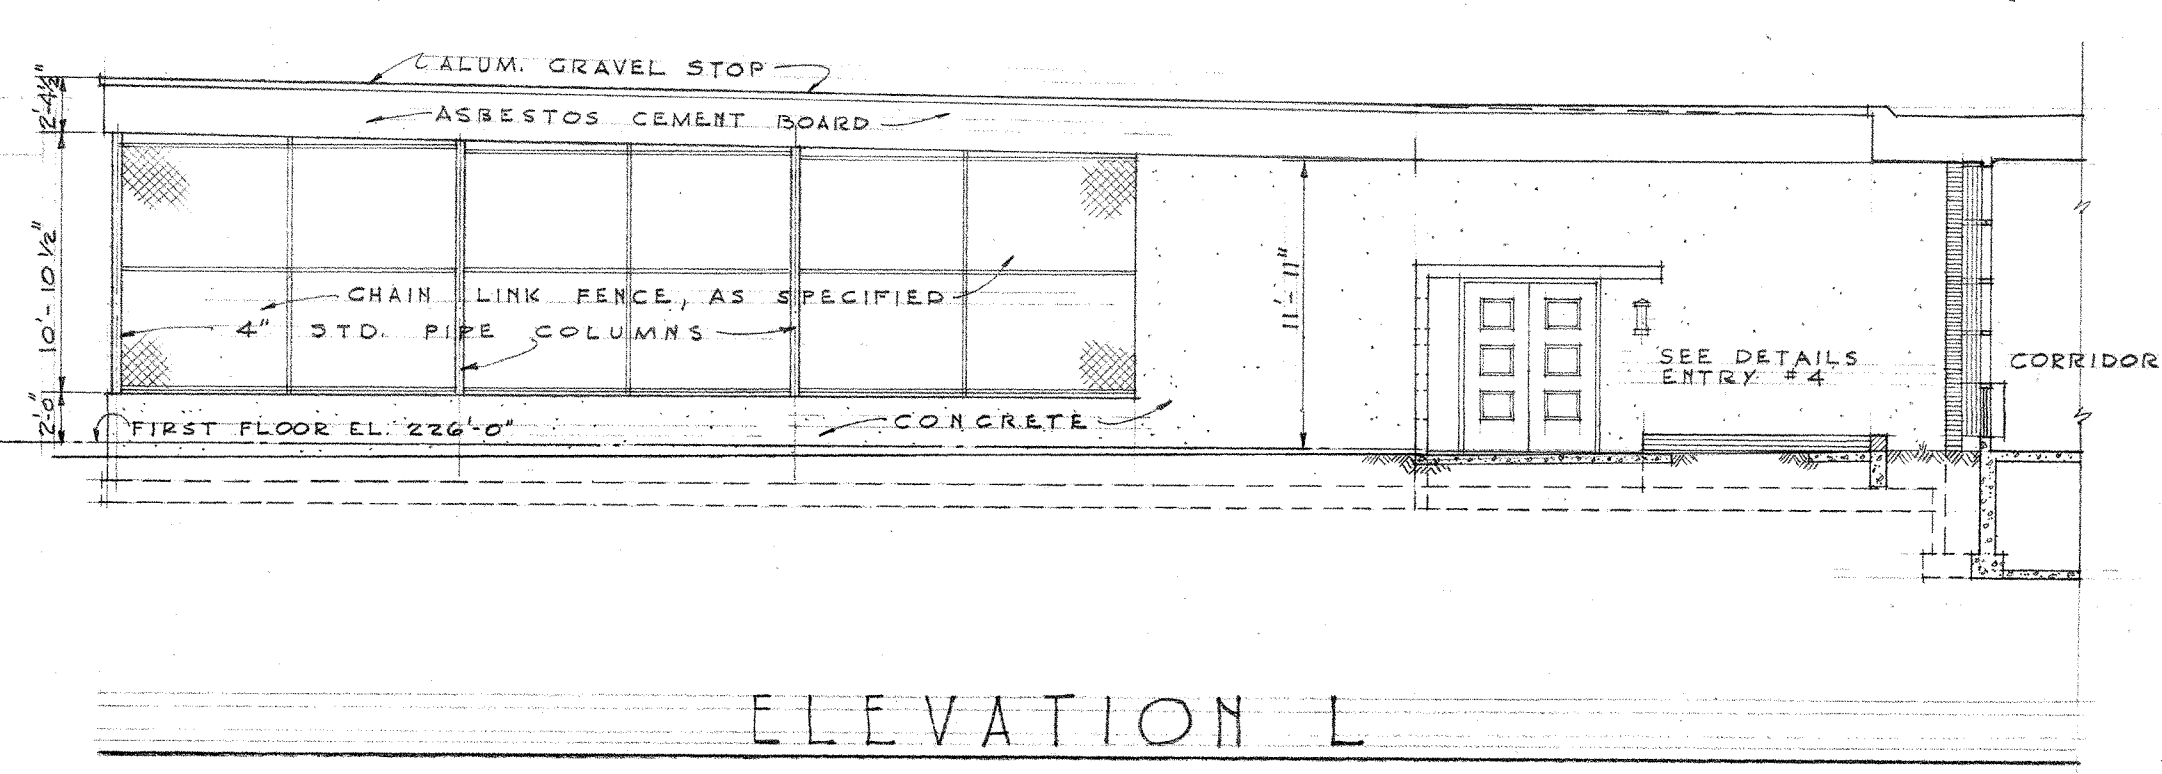 ALUM. GRAVEL STOP
2'-4½"
ASBESTOS CEMENT BOARD
10'-10½"
11'-11"
CHAIN LINK FENCE, AS SPECIFIED
4" STD. PIPE COLUMNS
SEE DETAILS
ENTRY #4
CORRIDOR
2'-0"
FIRST FLOOR EL. 226'-0"
CONCRETE
ELEVATION L